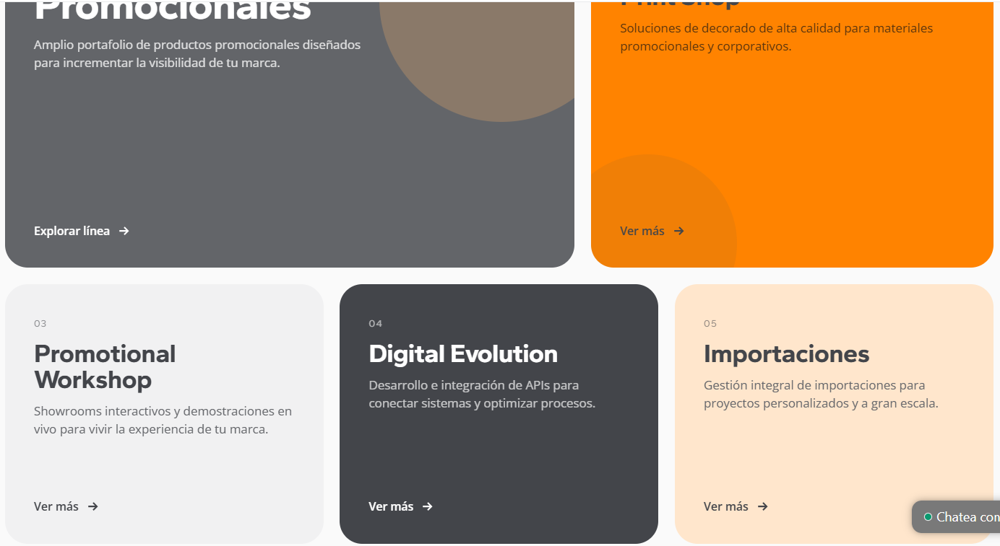 Promocionales
Amplio portafolio de productos promocionales diseñados
para incrementar la visibilidad de tu marca.
Explorar línea →
Print Shop
Soluciones de decorado de alta calidad para materiales
promocionales y corporativos.
Ver más →
03
Promotional
Workshop
Showrooms interactivos y demostraciones en
vivo para vivir la experiencia de tu marca.
Ver más →
04
Digital Evolution
Desarrollo e integración de APIs para
conectar sistemas y optimizar procesos.
Ver más →
05
Importaciones
Gestión integral de importaciones para
proyectos personalizados y a gran escala.
Ver más →
Chatea con